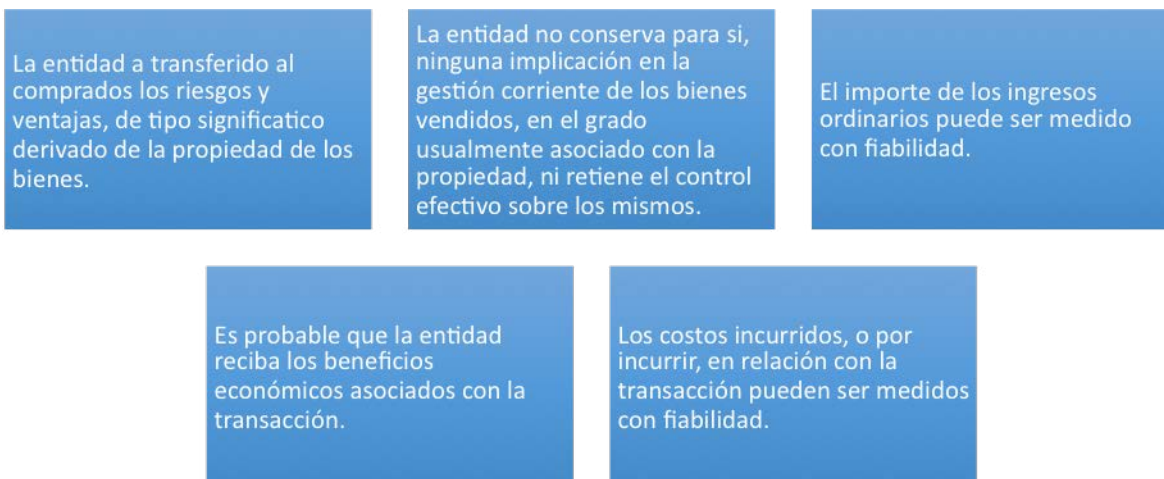 La entidad a transferido al
comprados los riesgos y
ventajas, de tipo significatico
derivado de la propiedad de los
bienes.
La entidad no conserva para si,
ninguna implicación en la
gestión corriente de los bienes
vendidos, en el grado
usualmente asociado con la
propiedad, ni retiene el control
efectivo sobre los mismos.
El importe de los ingresos
ordinarios puede ser medido
con fiabilidad.
Es probable que la entidad
reciba los beneficios
económicos asociados con la
transacción.
Los costos incurridos, o por
incurrir, en relación con la
transacción pueden ser medidos
con fiabilidad.